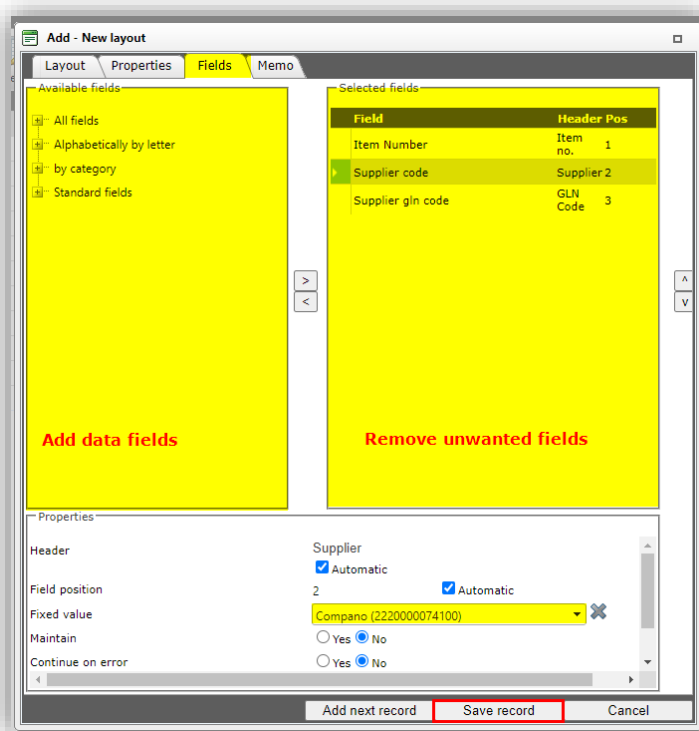 Add - New layout
Layout Properties Fields Memo
Available fields
All fields
Alphabetically by letter
by category
Standard fields
Add data fields
>
<
Selected fields
Field Header Pos
Item Number Item no. 1
Supplier code Supplier 2
Supplier gln code GLN Code 3
Remove unwanted fields
^
v
Properties
Header Supplier
Automatic
Field position 2 Automatic
Fixed value Compano (2220000074100)
Maintain Yes No
Continue on error Yes No
Add next record Save record Cancel